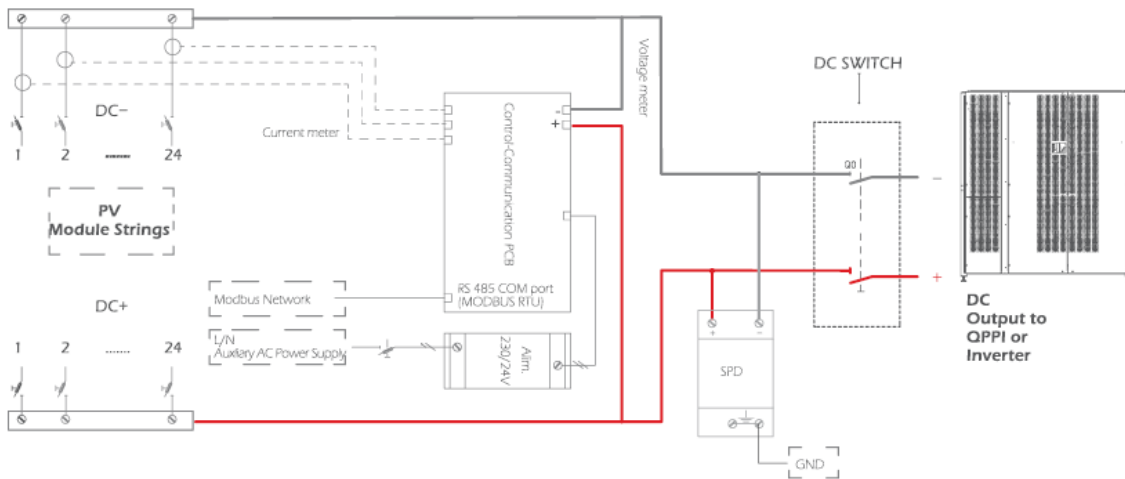 DC−
1 2 ........ 24
PV
Module Strings
DC+
1 2 ....... 24
Current meter
Control-Communication PCB
-
+
Voltage meter
RS 485 COM port
(MODBUS RTU)
Modbus Network
L/N
Auxliary AC Power Supply
Alim.
230/24V
DC SWITCH
Q0
−
+
+ −
SPD
GND
DC
Output to
QPPI or
Inverter